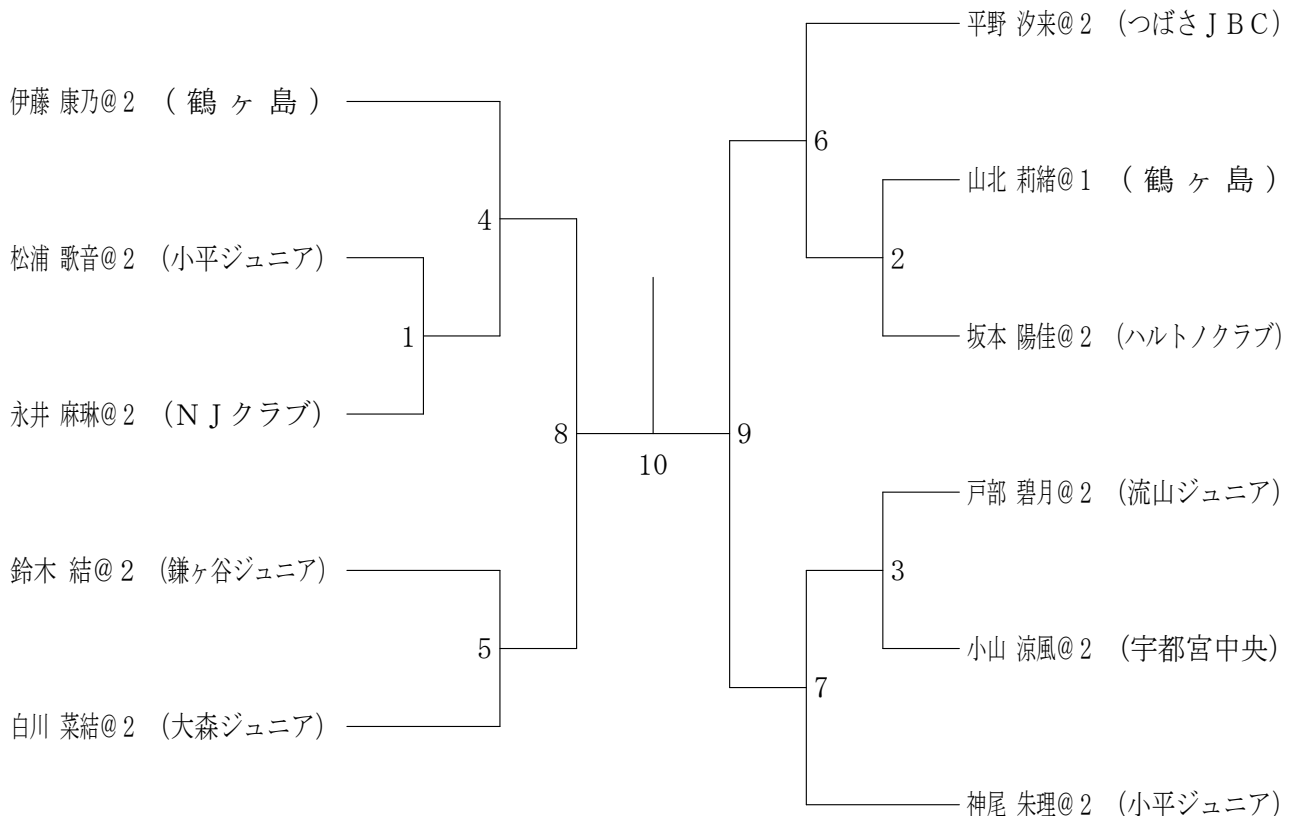 伊藤 康乃@2 (鶴ヶ島)
松浦 歌音@2 (小平ジュニア)
永井 麻琳@2 (NJクラブ)
鈴木 結@2 (鎌ヶ谷ジュニア)
白川 菜結@2 (大森ジュニア)
4
1
8
5
10
平野 汐来@2 (つばさJBC)
山北 莉緒@1 (鶴ヶ島)
坂本 陽佳@2 (ハルトノクラブ)
戸部 碧月@2 (流山ジュニア)
小山 涼風@2 (宇都宮中央)
神尾 朱理@2 (小平ジュニア)
6
2
9
3
7